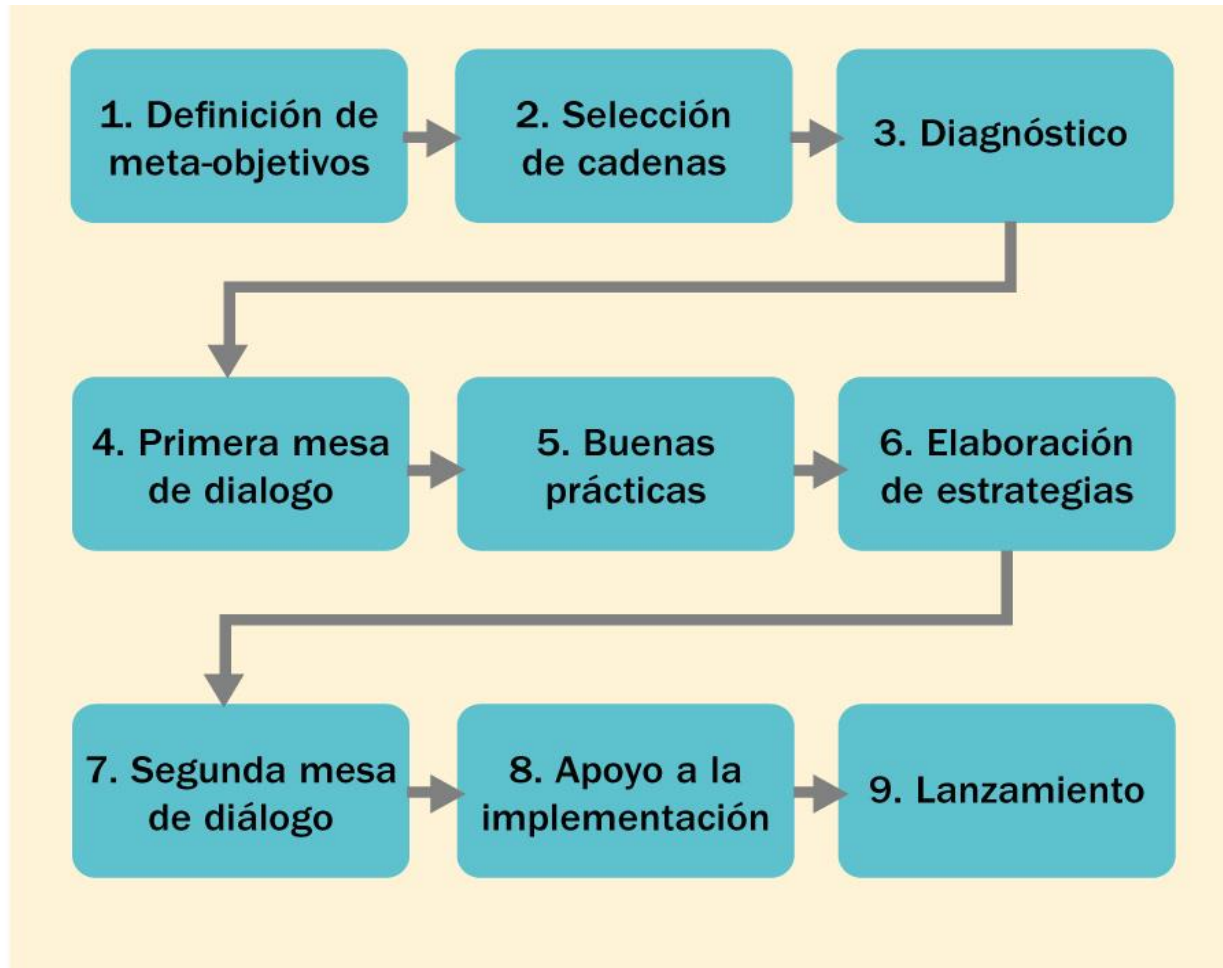 1. Definición de
meta-objetivos
2. Selección
de cadenas
3. Diagnóstico
4. Primera mesa
de dialogo
5. Buenas
prácticas
6. Elaboración
de estrategias
7. Segunda mesa
de diálogo
8. Apoyo a la
implementación
9. Lanzamiento